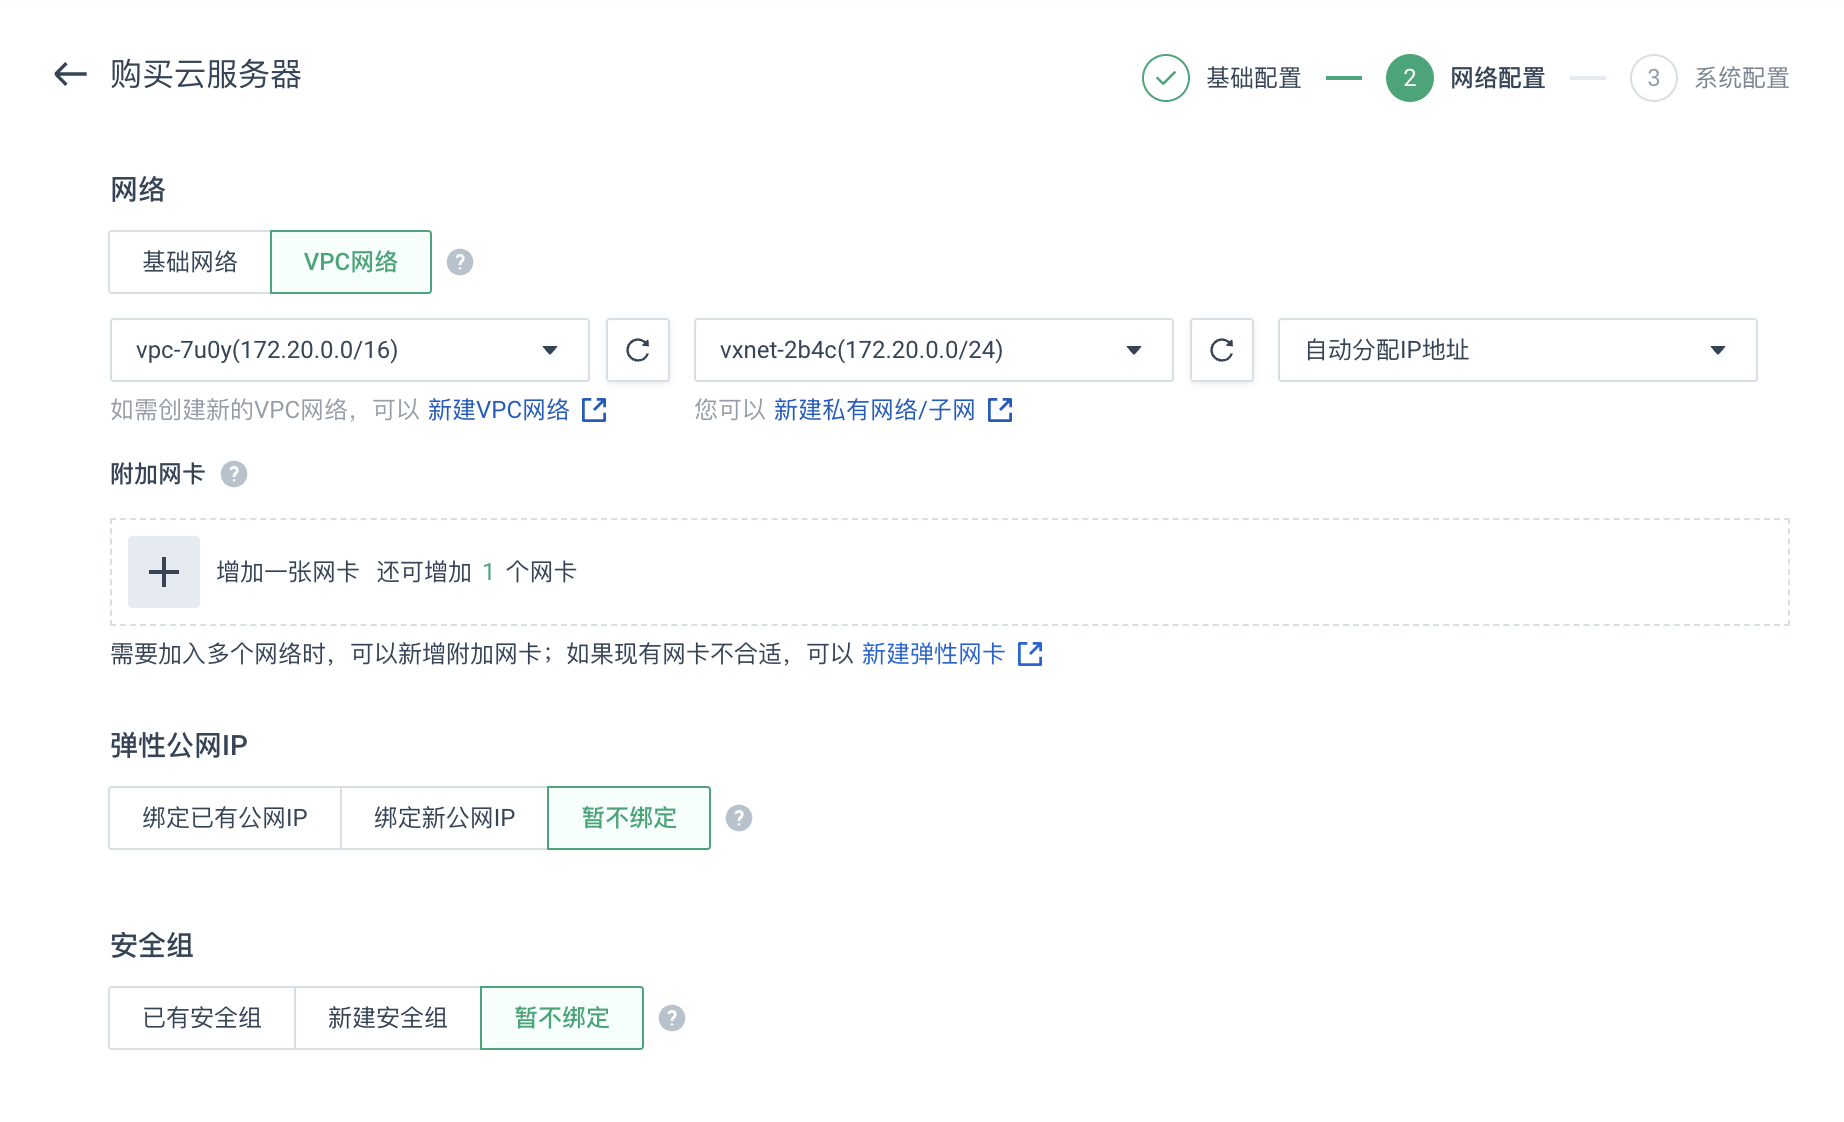 购买云服务器
基础配置
2 网络配置
3 系统配置
网络
基础网络 VPC网络 ?
vpc-7u0y(172.20.0.0/16) vxnet-2b4c(172.20.0.0/24) 自动分配IP地址
如需创建新的VPC网络，可以 新建VPC网络 您可以 新建私有网络/子网
附加网卡 ?
增加一张网卡 还可增加 1 个网卡
需要加入多个网络时，可以新增附加网卡；如果现有网卡不合适，可以 新建弹性网卡
弹性公网IP
绑定已有公网IP 绑定新公网IP 暂不绑定 ?
安全组
已有安全组 新建安全组 暂不绑定 ?